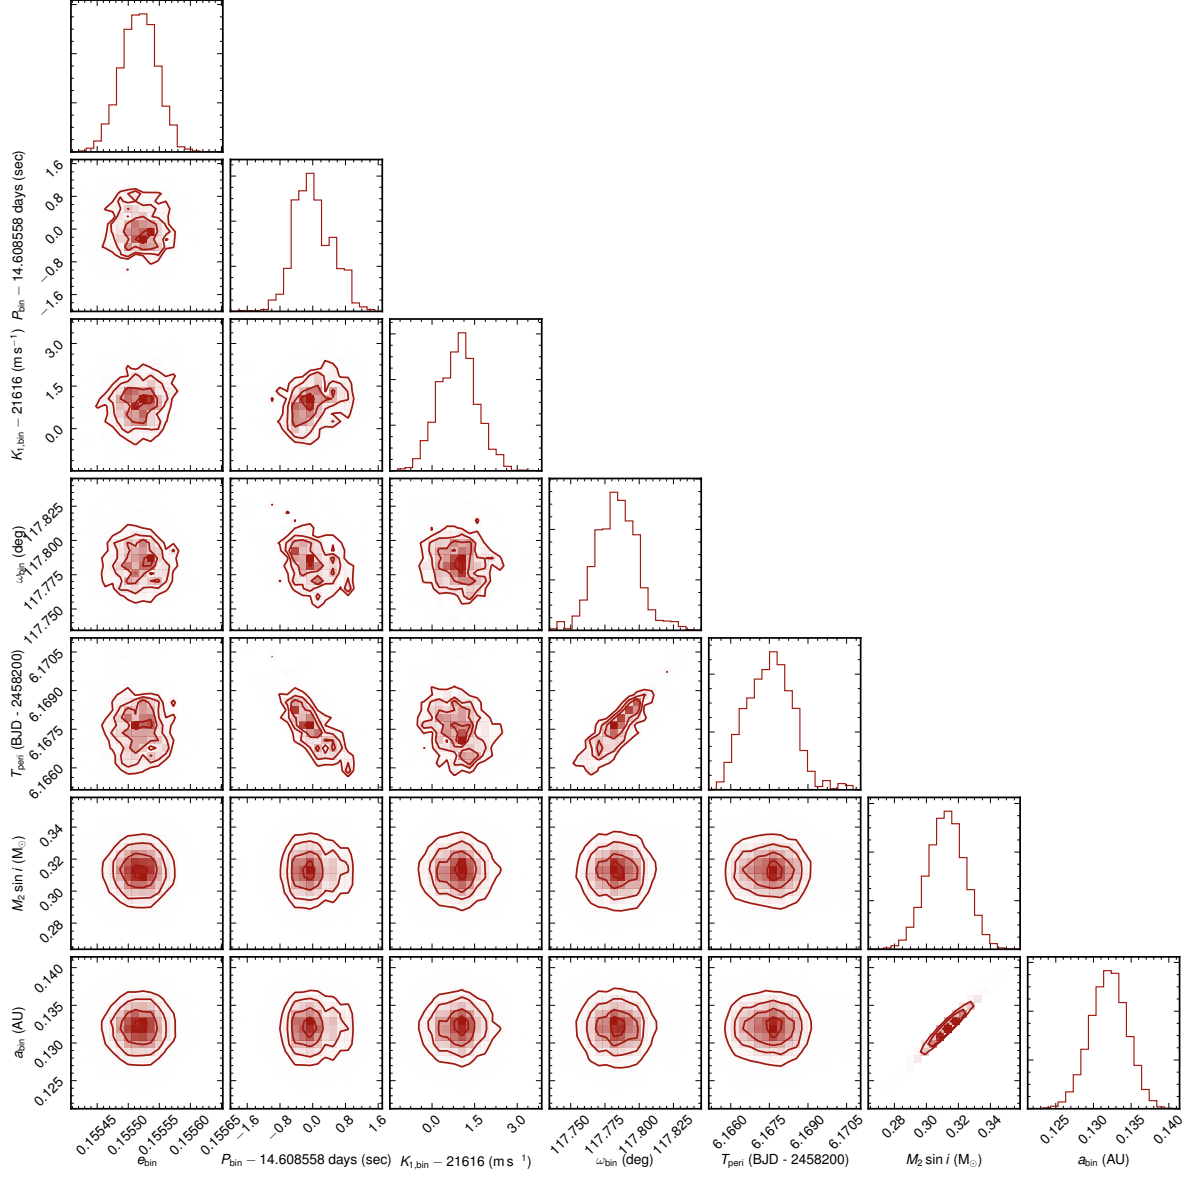 P_bin − 14.608558 days (sec)
1.6
0.8
0.0
−0.8
−1.6
K_1,bin − 21616 (m s^−1)
3.0
1.5
0.0
ω_bin (deg)
117.825
117.800
117.775
117.750
T_peri (BJD - 2458200)
6.1705
6.1690
6.1675
6.1660
M_2 sin i (M_⊙)
0.34
0.32
0.30
0.28
a_bin (AU)
0.140
0.135
0.130
0.125
0.15545 0.15550 0.15555 0.15560 0.15565
−1.6 −0.8 0.0 0.8 1.6
0.0 1.5 3.0
117.750 117.775 117.800 117.825
6.1660 6.1675 6.1690 6.1705
0.28 0.30 0.32 0.34
0.125 0.130 0.135 0.140
e_bin
P_bin − 14.608558 days (sec)
K_1,bin − 21616 (m s^−1)
ω_bin (deg)
T_peri (BJD - 2458200)
M_2 sin i (M_⊙)
a_bin (AU)